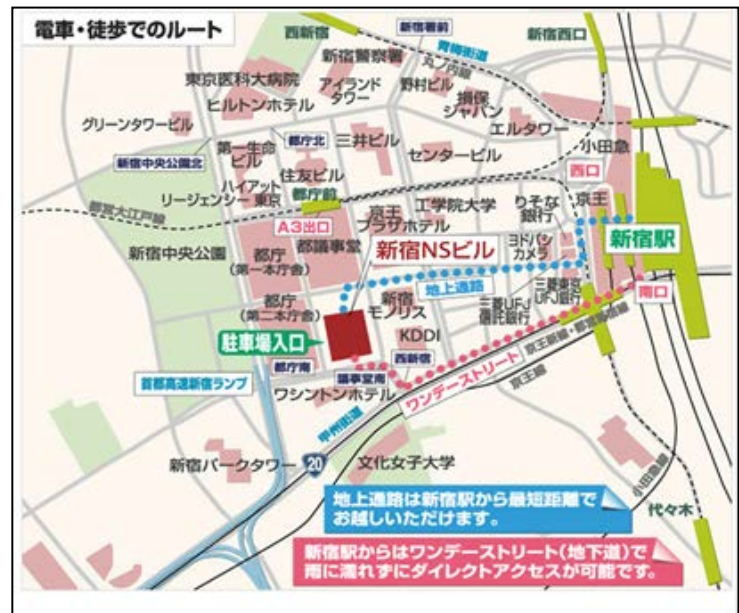 電車・徒歩でのルート
西新宿
新宿署前
青梅街道
新宿西口
新宿警察署
丸ノ内線
東京医科大病院
アイランド
タワー
野村ビル
損保
ジャパン
ヒルトンホテル
エルタワー
グリーンタワービル
小田急
第一生命
ビル
都庁北
三井ビル
センタービル
新宿中央公園北
住友ビル
西口
ハイアット
リージェンシー 東京
都庁前
京王
プラザホテル
工学院大学
りそな
銀行
京王
都営大江戸線
A3出口
新宿駅
新宿中央公園
都庁
(第一本庁舎)
都議事堂
新宿NSビル
ヨドバシ
カメラ
地上通路
三菱東京
UFJ銀行
南口
都庁
(第二本庁舎)
新宿
モノリス
三菱UFJ
信託銀行
駐車場入口
KDDI
京王新線・都営新宿線
都庁南
議事堂南
西新宿
京王線
首都高速新宿ランプ
ワシントンホテル
ワンデーストリート
甲州街道
新宿パークタワー
20
文化女子大学
小田急線
地上通路は新宿駅から最短距離で
お越しいただけます。
代々木
新宿駅からはワンデーストリート(地下道)で
雨に濡れずにダイレクトアクセスが可能です。